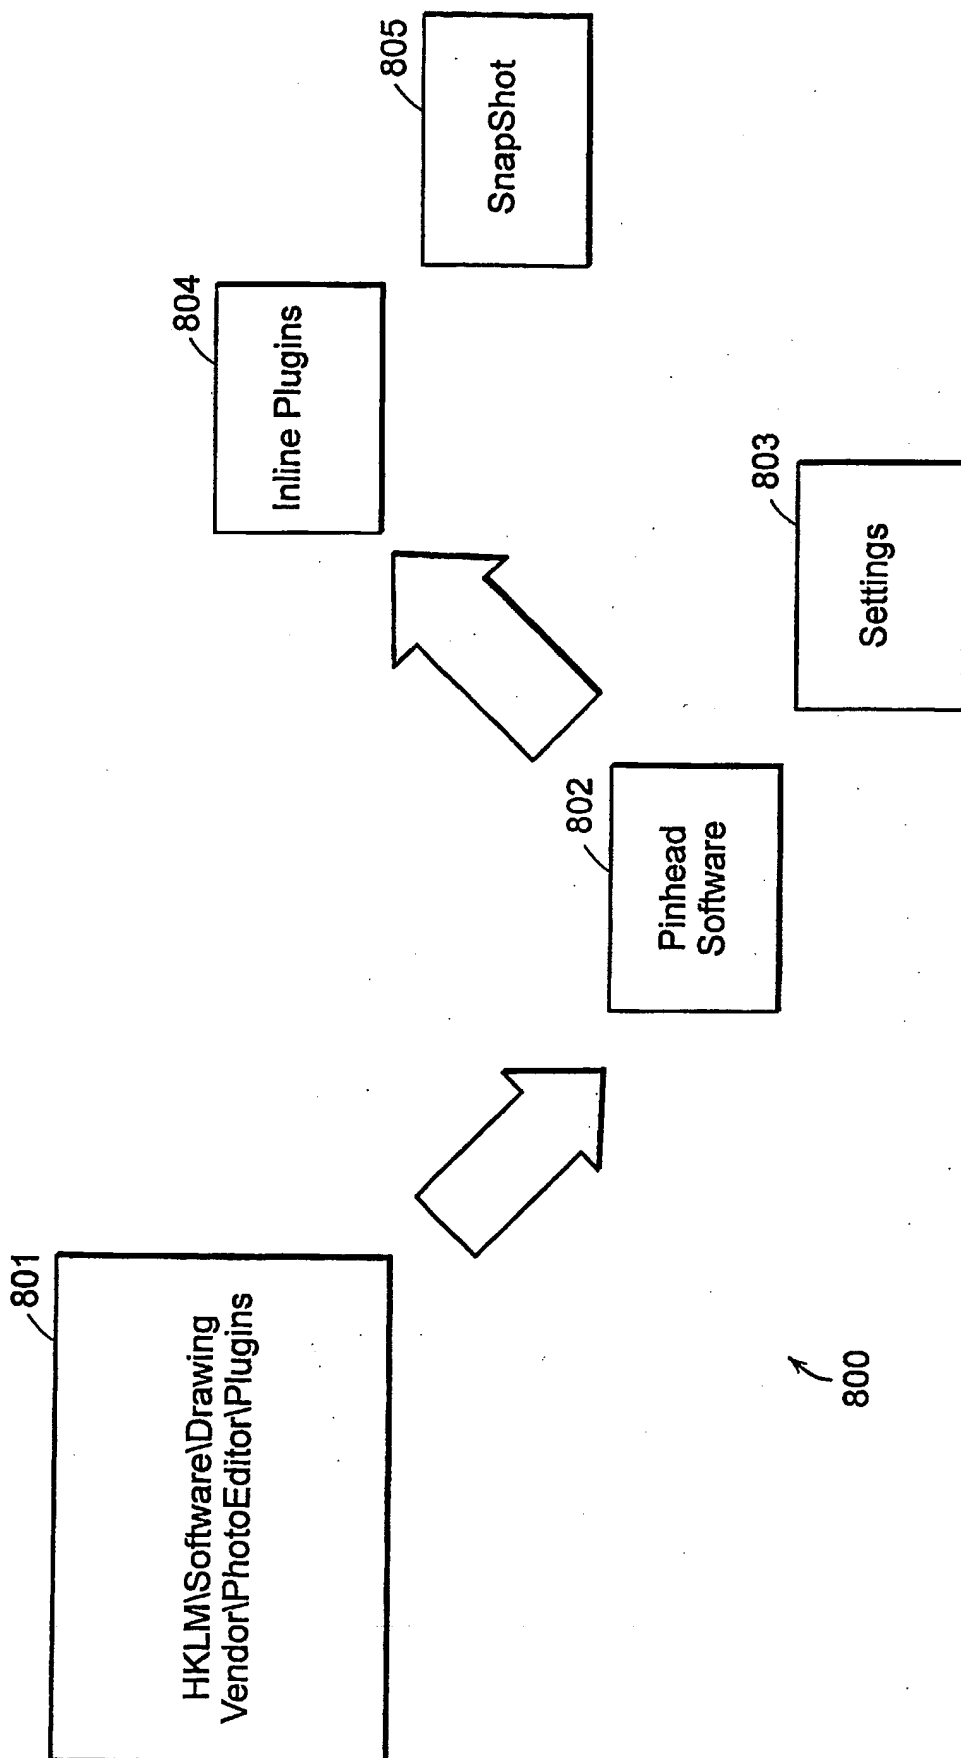 801
HKLM\Software\Drawing
Vendor\PhotoEditor\Plugins
802
Pinhead
Software
803
Settings
804
Inline Plugins
805
SnapShot
800